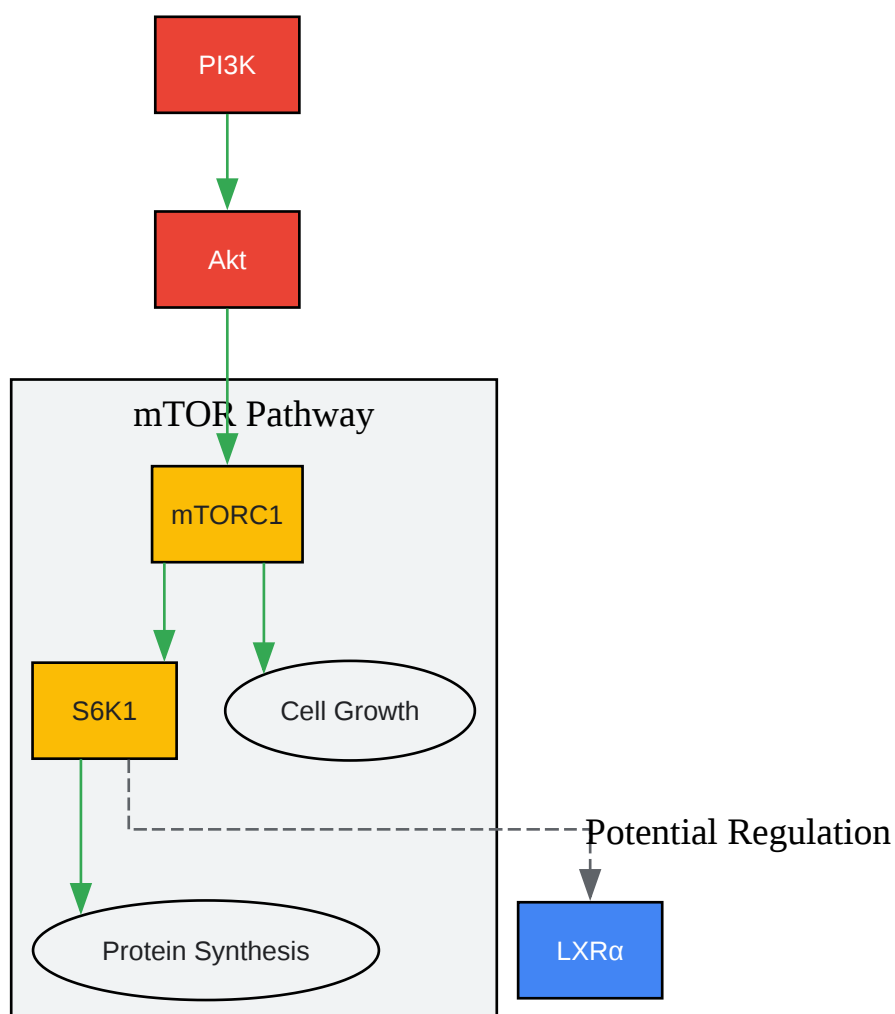 PI3K
Akt
mTOR Pathway
mTORC1
S6K1
Cell Growth
Potential Regulation
Protein Synthesis
LXRα